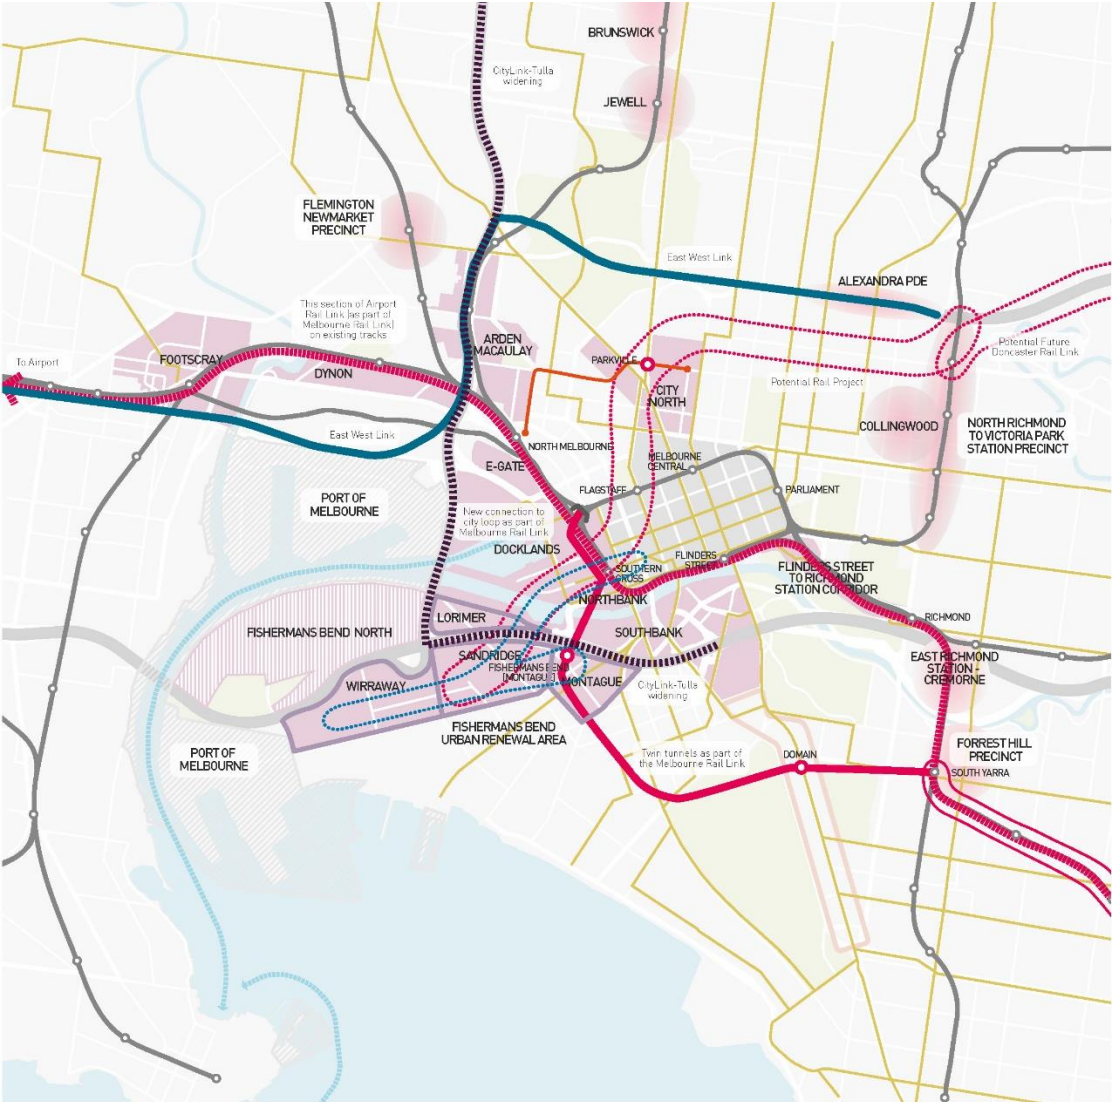 BRUNSWICK
CityLink-Tulla
widening
JEWELL
FLEMINGTON
NEWMARKET
PRECINCT
East West Link
ALEXANDRA PDE
This section of Airport
Rail Link (as part of
Melbourne Rail Link)
on existing tracks
ARDEN
MACAULAY
Potential Future
Doncaster Rail Link
To Airport
FOOTSCRAY
DYNON
PARKVILLE
Potential Rail Project
CITY
NORTH
East West Link
NORTH MELBOURNE
COLLINGWOOD
NORTH RICHMOND
TO VICTORIA PARK
STATION PRECINCT
E-GATE
MELBOURNE
CENTRAL
FLAGSTAFF
PARLIAMENT
PORT OF
MELBOURNE
New connection to
city loop as part of
Melbourne Rail Link
DOCKLANDS
FLINDERS
STREET
SOUTHERN
CROSS
FLINDERS STREET
TO RICHMOND
STATION CORRIDOR
NORTHBANK
LORIMER
RICHMOND
FISHERMANS BEND NORTH
SOUTHBANK
SANDRIDGE
FISHERMANS BEND
(MONTAGUE)
MONTAGUE
EAST RICHMOND
STATION -
CREMORNE
WIRRAWAY
CityLink-Tulla
widening
FISHERMANS BEND
URBAN RENEWAL AREA
PORT OF
MELBOURNE
Twin tunnels as part of
the Melbourne Rail Link
DOMAIN
FORREST HILL
PRECINCT
SOUTH YARRA